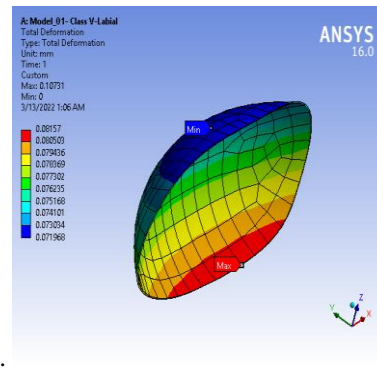 A: Model_01- Class V-Labial
Total Deformation
Type: Total Deformation
Unit: mm
Time: 1
Custom
Max: 0.10731
Min: 0
3/13/2022 1:06 AM
ANSYS
16.0
0.08157
0.080503
0.079436
0.078369
0.077302
0.076235
0.075168
0.074101
0.073034
0.071968
Min
Max
Z
Y
X
.